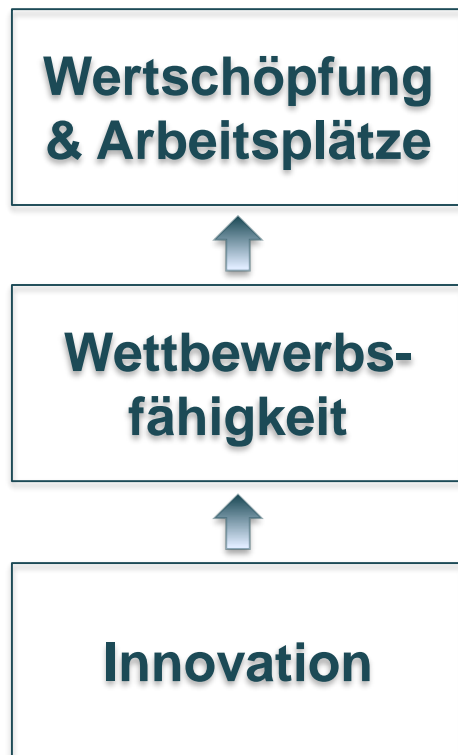 Wertschöpfung
& Arbeitsplätze
Wettbewerbs-
fähigkeit
Innovation